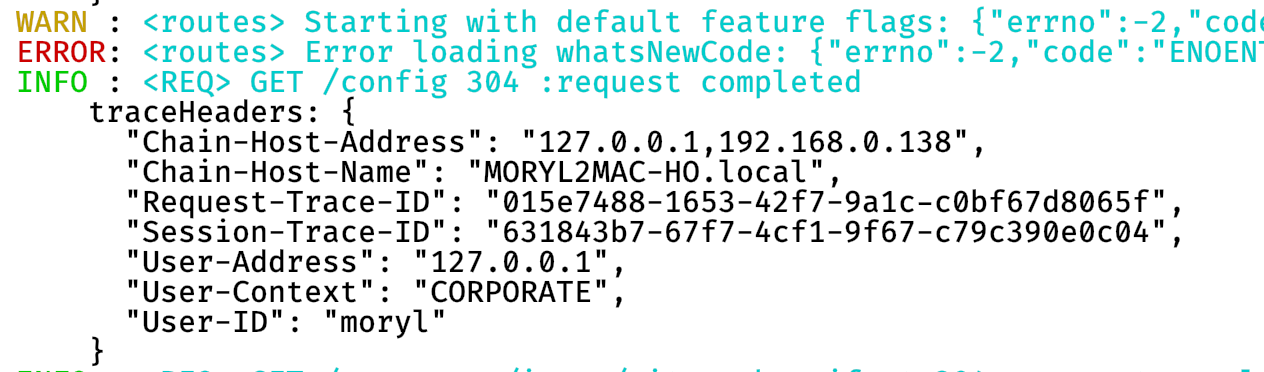 }
WARN : <routes> Starting with default feature flags: {"errno":-2,"code
ERROR: <routes> Error loading whatsNewCode: {"errno":-2,"code":"ENOENT
INFO : <REQ> GET /config 304 :request completed
traceHeaders: {
"Chain-Host-Address": "127.0.0.1,192.168.0.138",
"Chain-Host-Name": "MORYL2MAC-HO.local",
"Request-Trace-ID": "015e7488-1653-42f7-9a1c-c0bf67d8065f",
"Session-Trace-ID": "631843b7-67f7-4cf1-9f67-c79c390e0c04",
"User-Address": "127.0.0.1",
"User-Context": "CORPORATE",
"User-ID": "moryl"
}